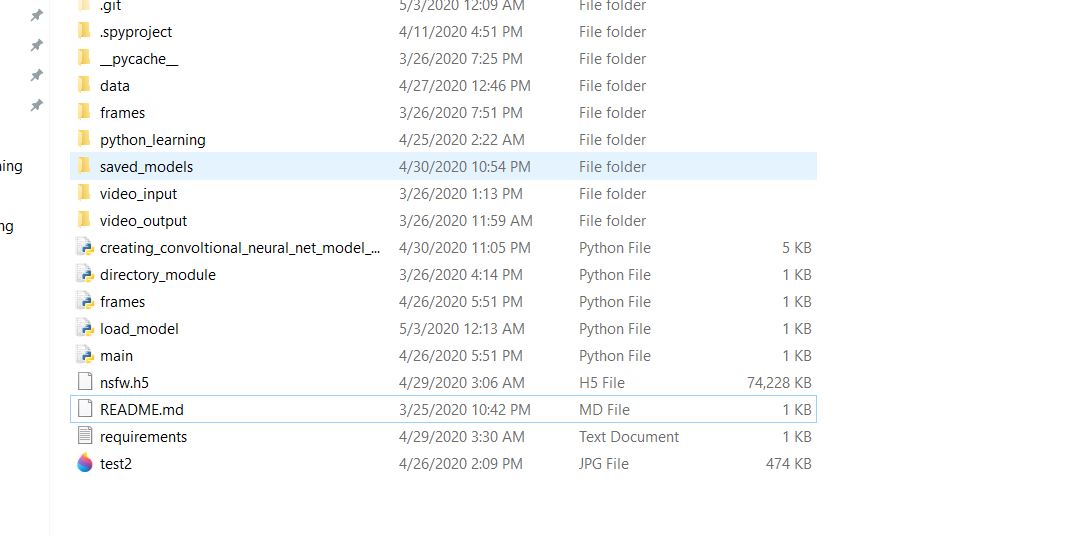 .git 5/3/2020 12:09 AM File folder
.spyproject 4/11/2020 4:51 PM File folder
__pycache__ 3/26/2020 7:25 PM File folder
data 4/27/2020 12:46 PM File folder
frames 3/26/2020 7:51 PM File folder
python_learning 4/25/2020 2:22 AM File folder
ning saved_models 4/30/2020 10:54 PM File folder
video_input 3/26/2020 1:13 PM File folder
ng video_output 3/26/2020 11:59 AM File folder
creating_convoltional_neural_net_model_... 4/30/2020 11:05 PM Python File 5 KB
directory_module 3/26/2020 4:14 PM Python File 1 KB
frames 4/26/2020 5:51 PM Python File 1 KB
load_model 5/3/2020 12:13 AM Python File 1 KB
main 4/26/2020 5:51 PM Python File 1 KB
nsfw.h5 4/29/2020 3:06 AM H5 File 74,228 KB
README.md 3/25/2020 10:42 PM MD File 1 KB
requirements 4/29/2020 3:30 AM Text Document 1 KB
test2 4/26/2020 2:09 PM JPG File 474 KB